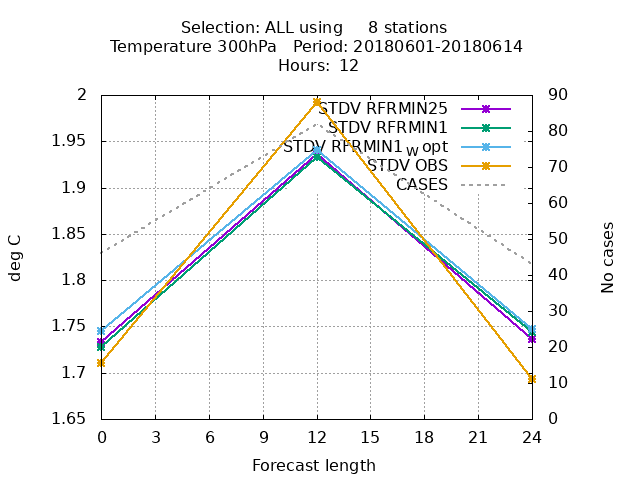 Selection: ALL using     8 stations
Temperature 300hPa   Period: 20180601-20180614
Hours:  12
STDV RFRMIN25
STDV RFRMIN1
STDV RFRMIN1_W opt
STDV OBS
CASES
2
1.95
1.9
1.85
1.8
1.75
1.7
1.65
90
80
70
60
50
40
30
20
10
0
deg C
No cases
0 3 6 9 12 15 18 21 24
Forecast length